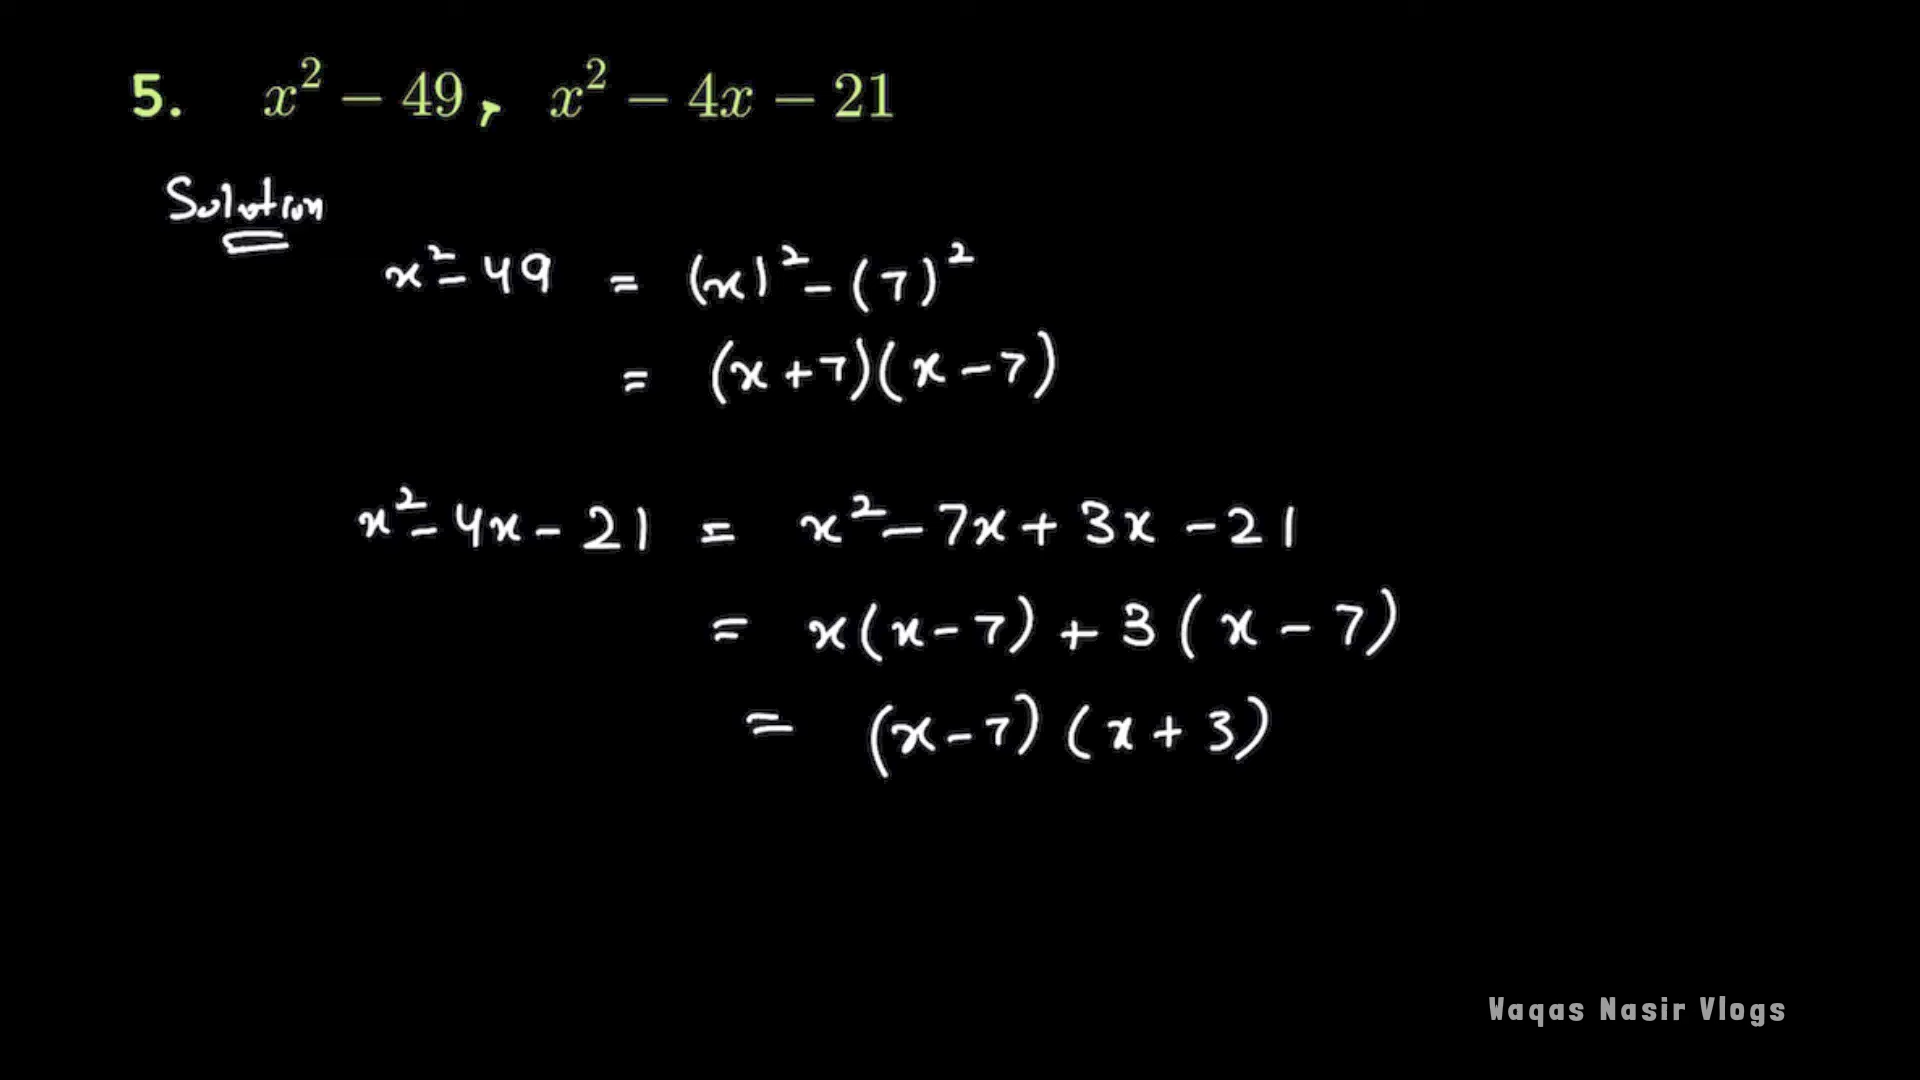 5. x² − 49, x² − 4x − 21
Solution
x² − 49 = (x)² − (7)²
= (x + 7)(x − 7)
x² − 4x − 21 = x² − 7x + 3x − 21
= x(x − 7) + 3(x − 7)
= (x − 7)(x + 3)
Waqas Nasir Vlogs